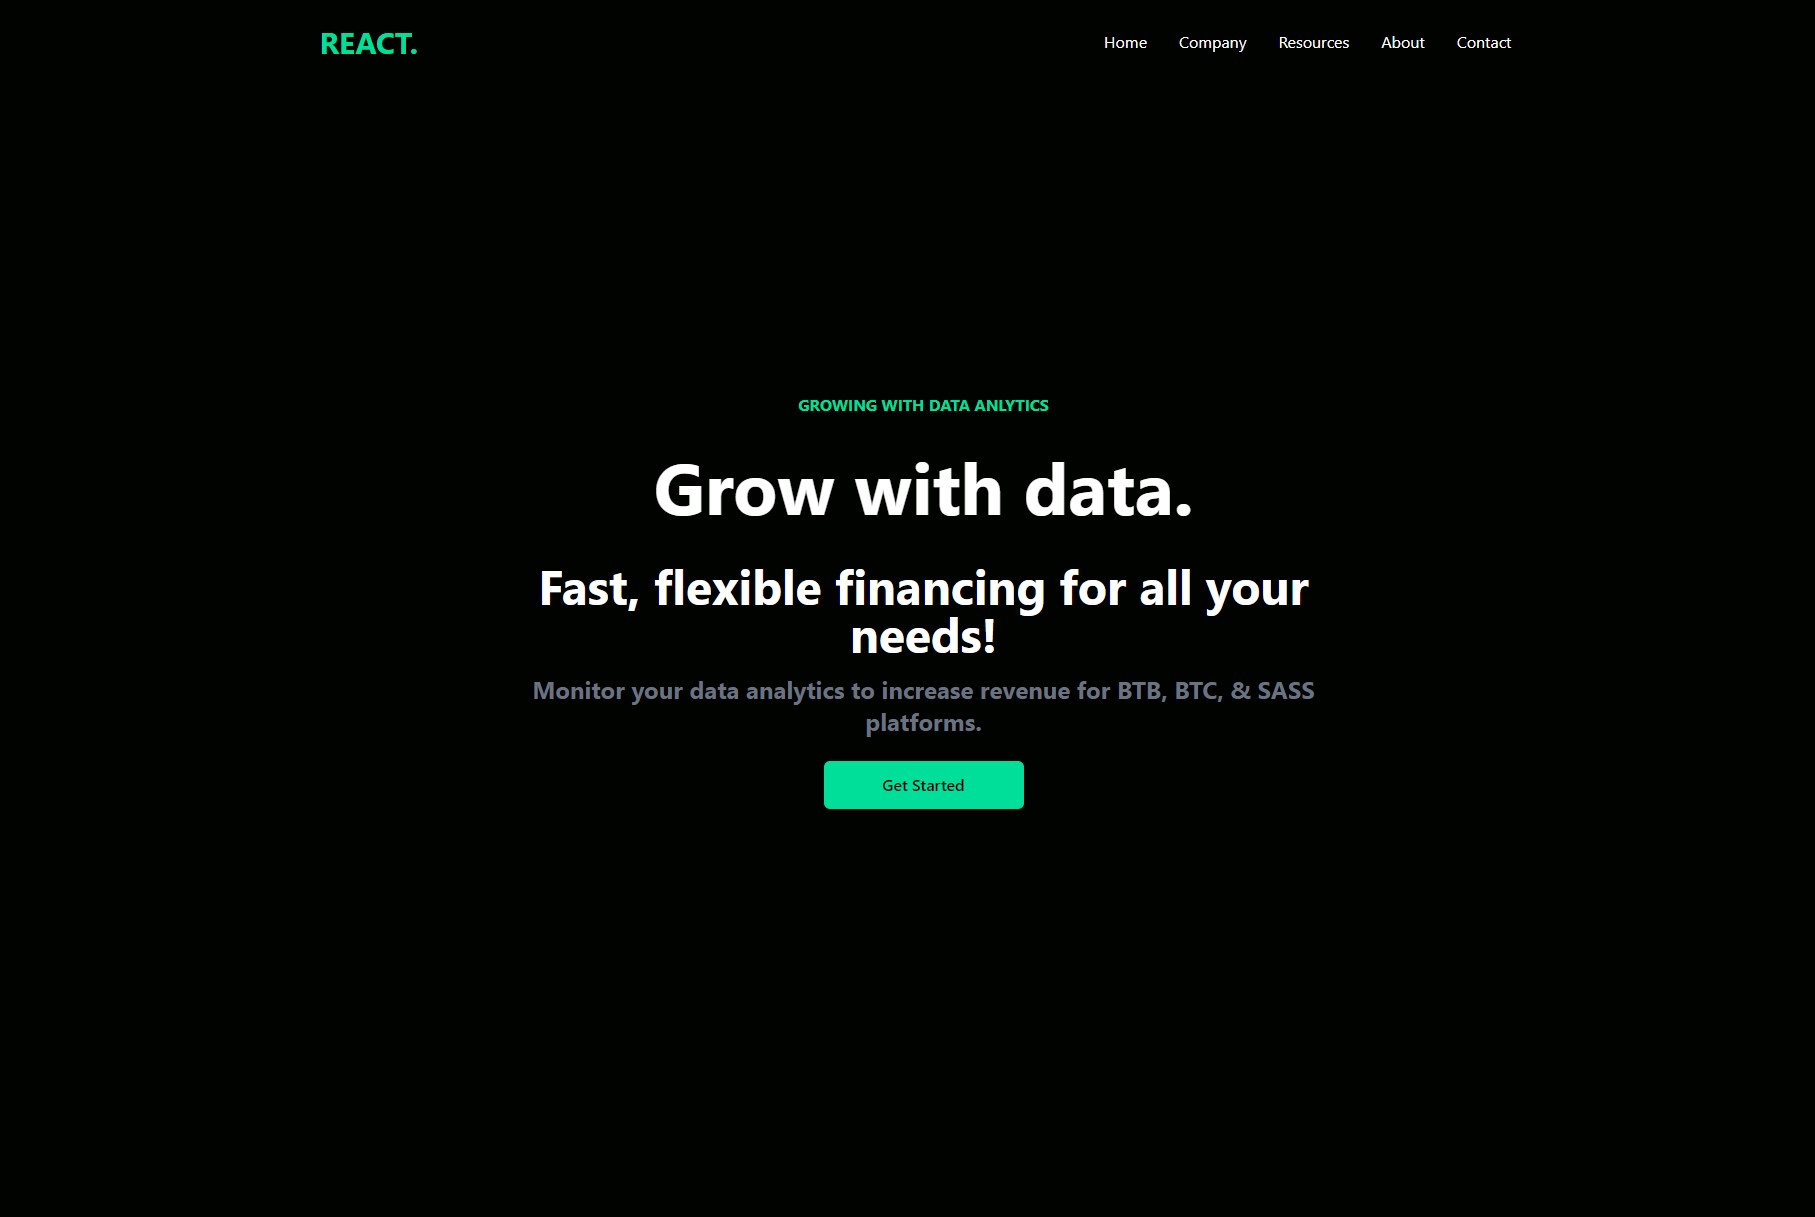 REACT.
Home Company Resources About Contact
GROWING WITH DATA ANLYTICS
Grow with data.
Fast, flexible financing for all your
needs!
Monitor your data analytics to increase revenue for BTB, BTC, & SASS
platforms.
Get Started